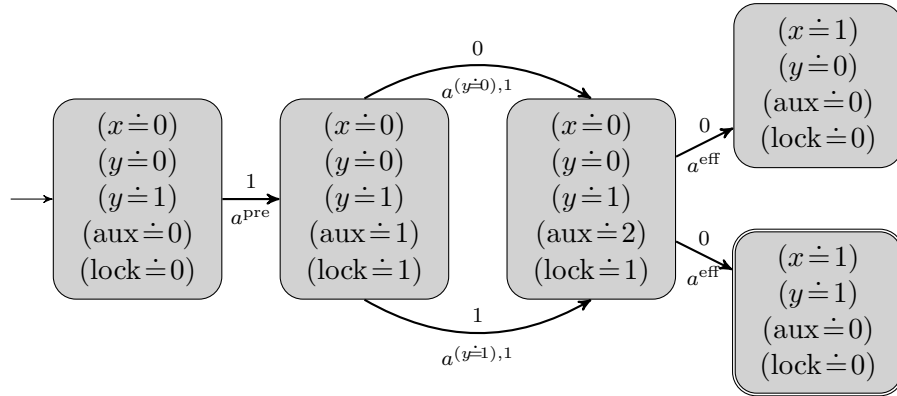 (x≐0)
(y≐0)
(y≐1)
(aux≐0)
(lock≐0)
1
a^pre
(x≐0)
(y≐0)
(y≐1)
(aux≐1)
(lock≐1)
0
a^(y≐0),1
1
a^(y≐1),1
(x≐0)
(y≐0)
(y≐1)
(aux≐2)
(lock≐1)
0
a^eff
0
a^eff
(x≐1)
(y≐0)
(aux≐0)
(lock≐0)
(x≐1)
(y≐1)
(aux≐0)
(lock≐0)